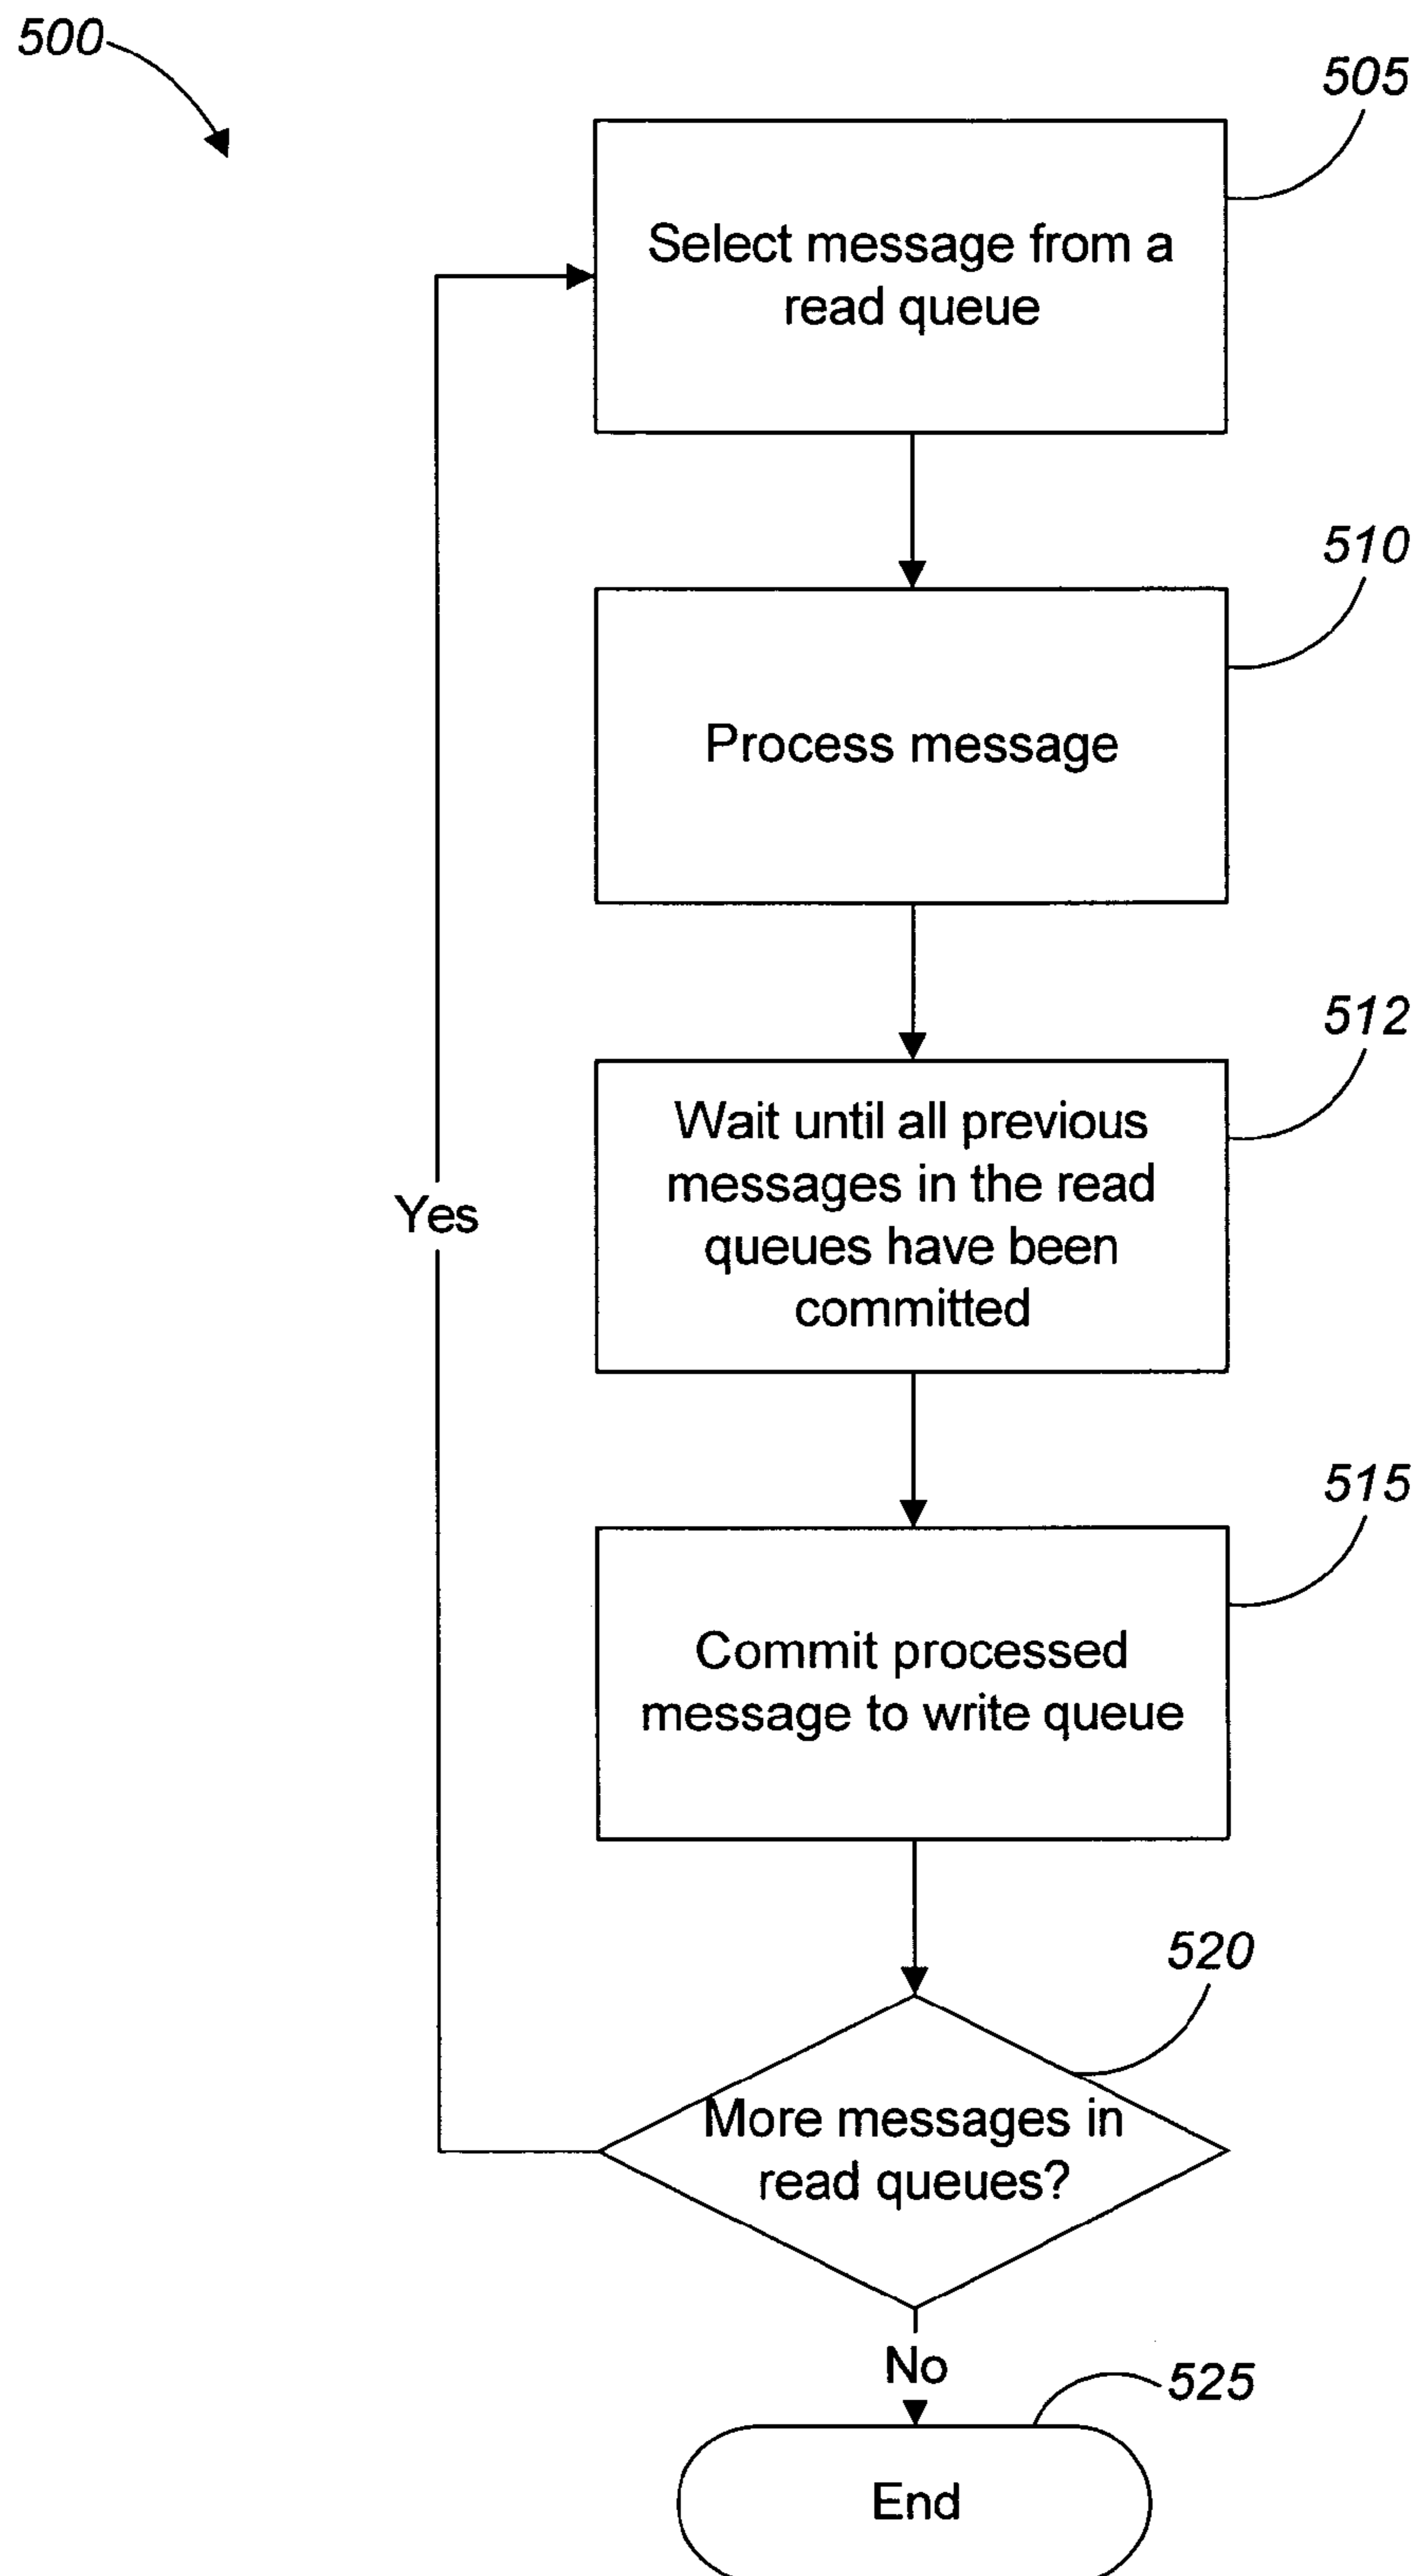 500
505
Select message from a
read queue
510
Process message
512
Wait until all previous
messages in the read
queues have been
committed
Yes
515
Commit processed
message to write queue
520
More messages in
read queues?
No
525
End